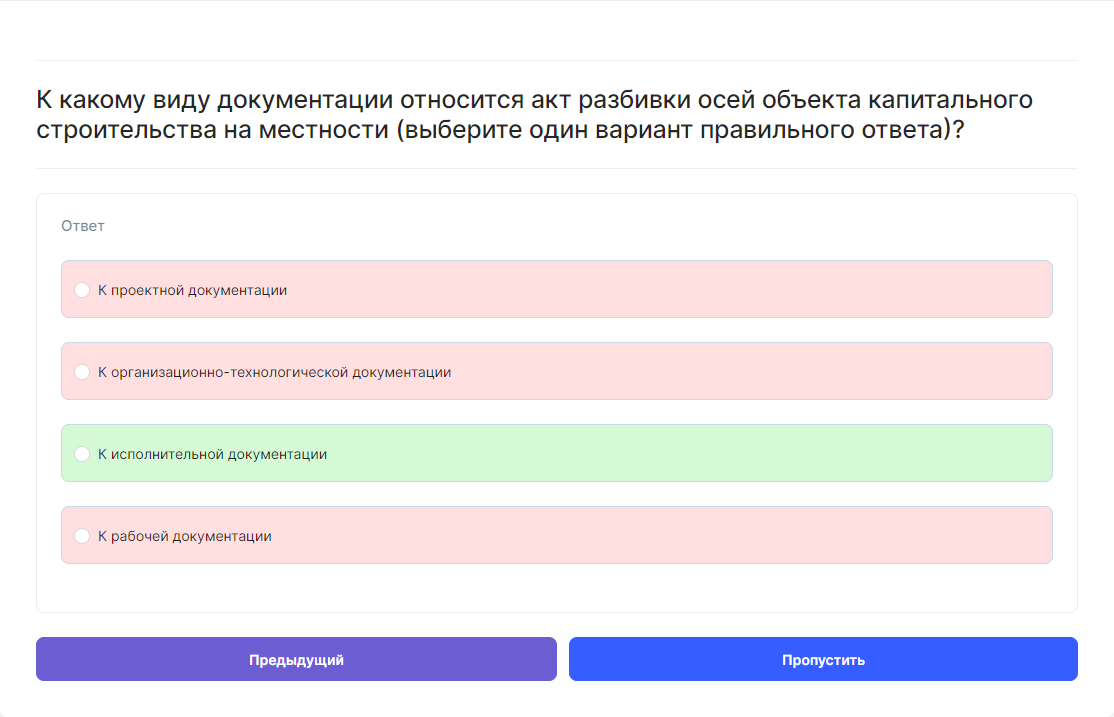 К какому виду документации относится акт разбивки осей объекта капитального
строительства на местности (выберите один вариант правильного ответа)?
Ответ
К проектной документации
К организационно-технологической документации
К исполнительной документации
К рабочей документации
Предыдущий
Пропустить